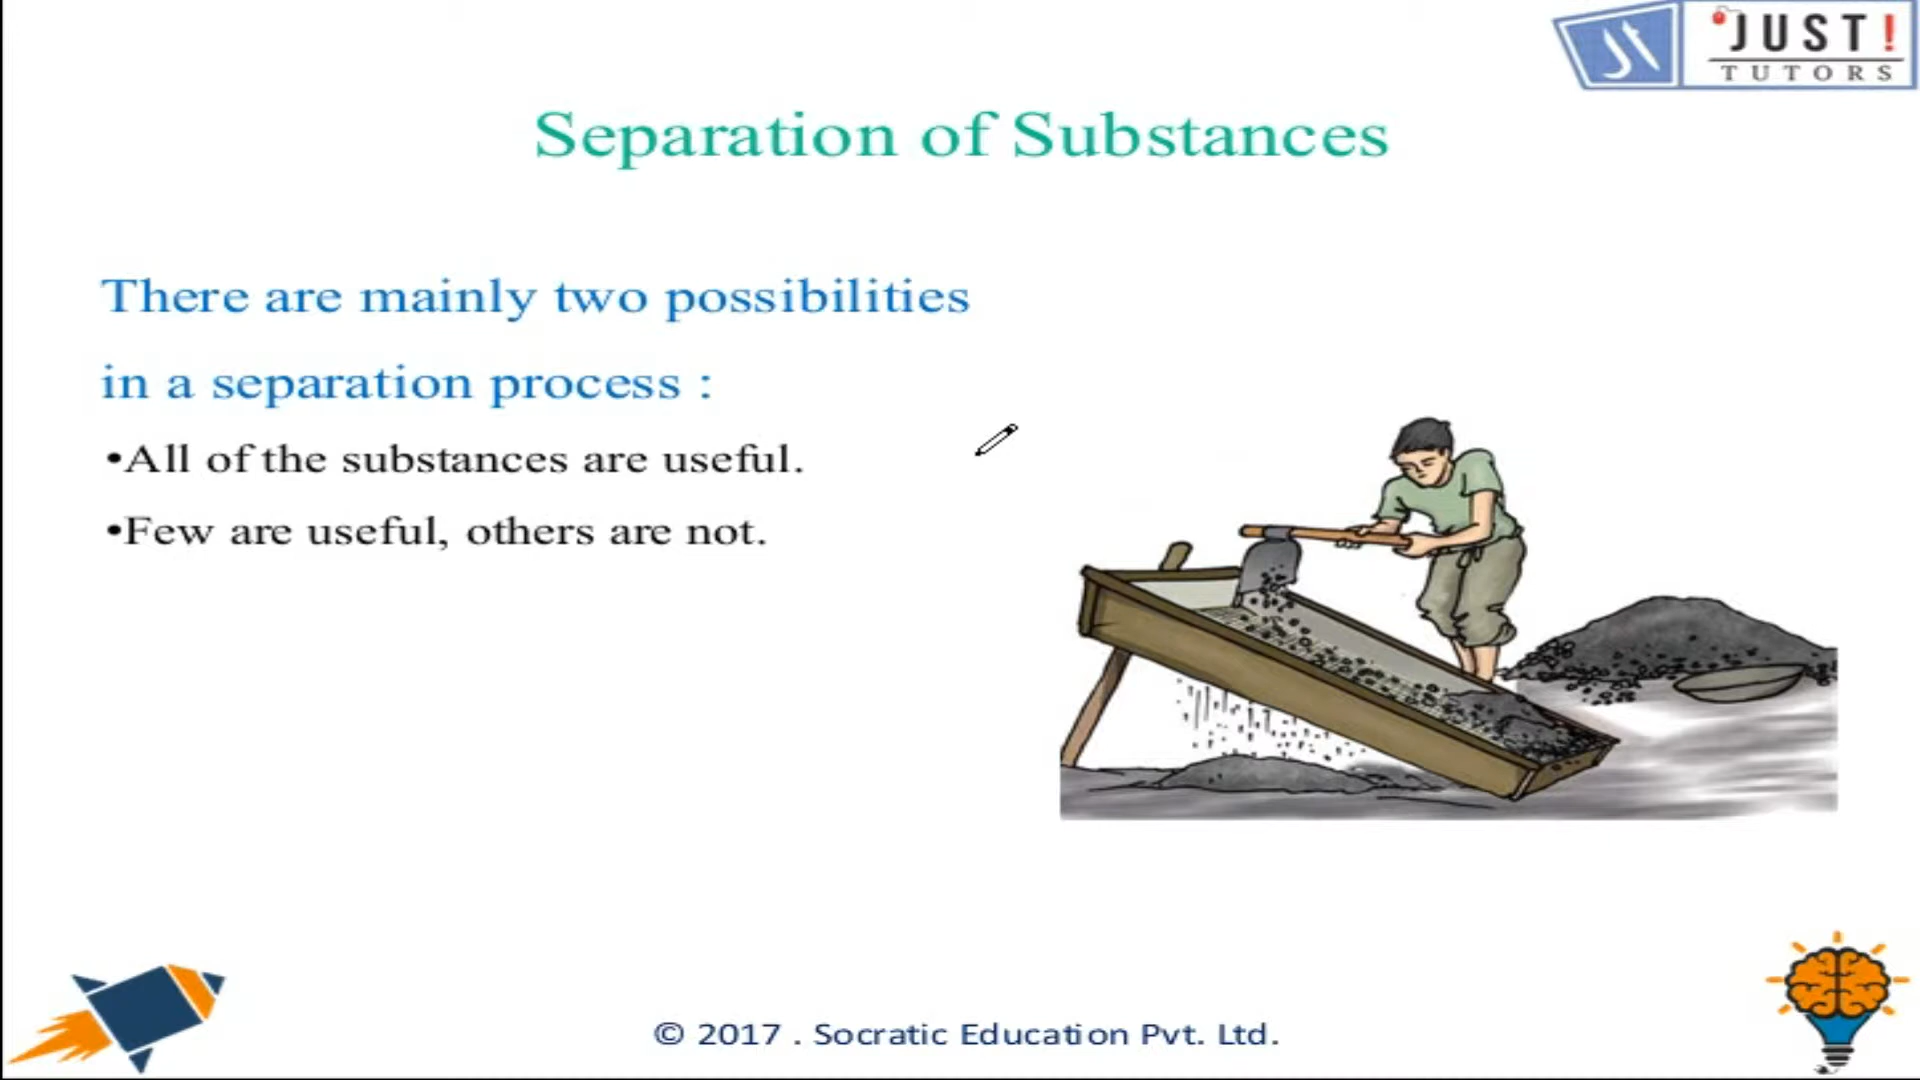 JUST!
TUTORS
Separation of Substances
There are mainly two possibilities
in a separation process :
•All of the substances are useful.
•Few are useful, others are not.
© 2017 . Socratic Education Pvt. Ltd.